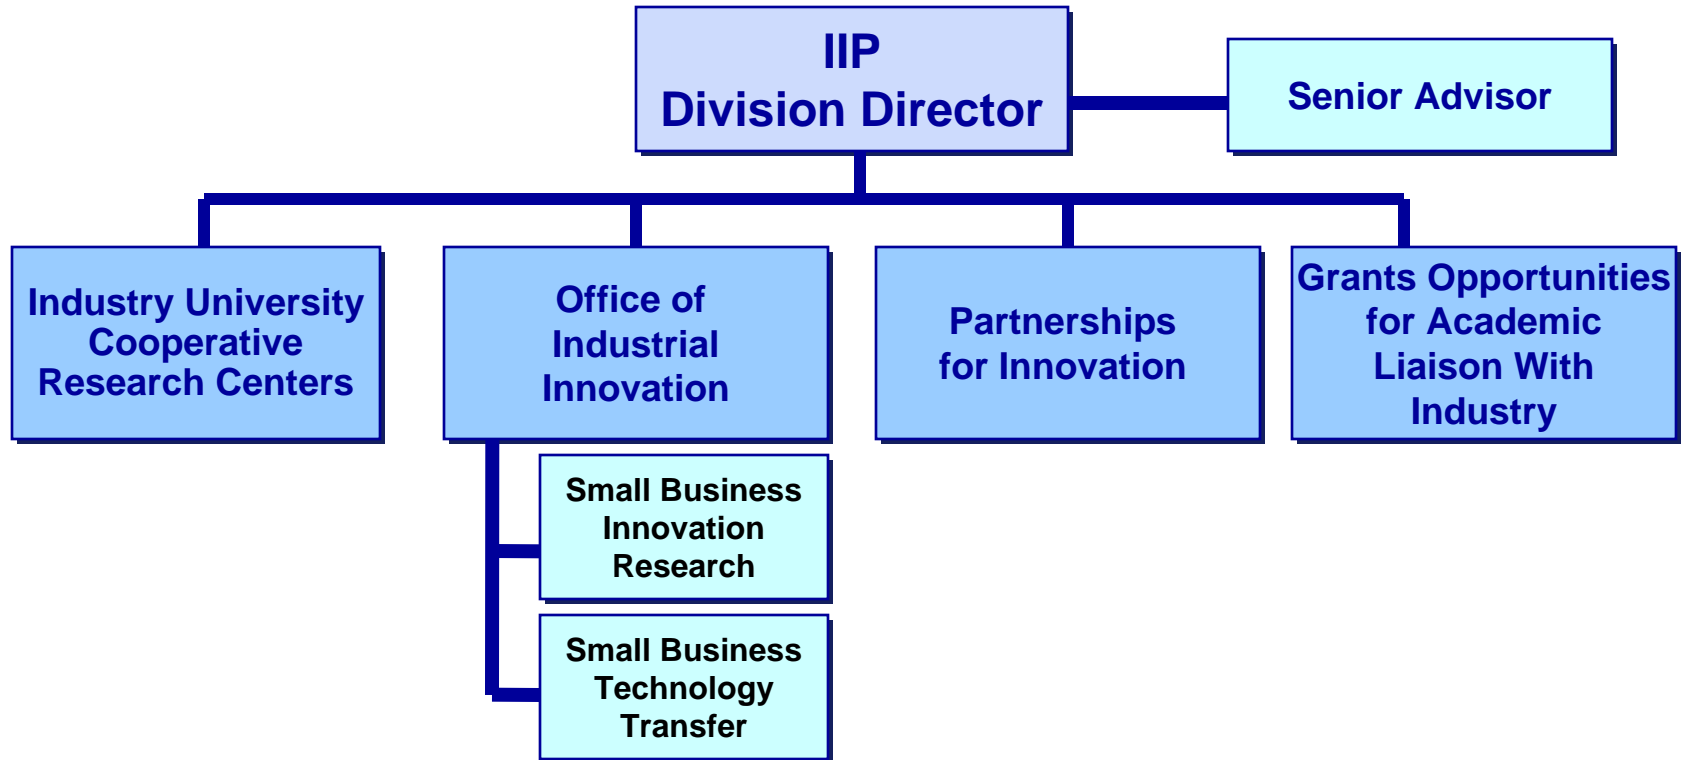 IIP
Division Director
Senior Advisor
Industry University
Cooperative
Research Centers
Office of
Industrial
Innovation
Partnerships
for Innovation
Grants Opportunities
for Academic
Liaison With
Industry
Small Business
Innovation
Research
Small Business
Technology
Transfer